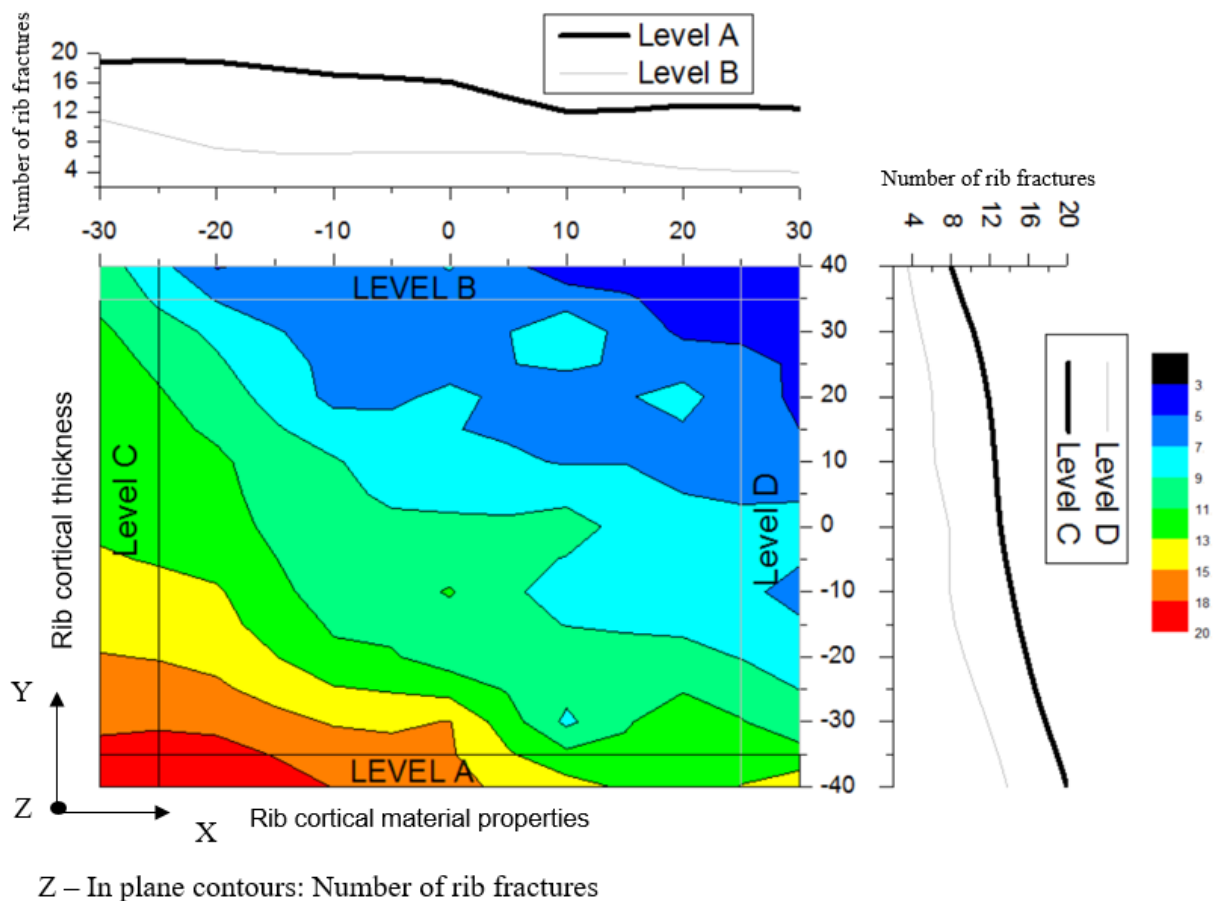 Level A
Level B
Number of rib fractures
20
16
12
8
4
-30
-20
-10
0
10
20
30
Number of rib fractures
4
8
12
16
20
LEVEL B
Level C
Level D
LEVEL A
Rib cortical thickness
40
30
20
10
0
-10
-20
-30
-40
Level D
Level C
3
5
7
9
11
13
15
18
20
Y
Z
X
Rib cortical material properties
Z – In plane contours: Number of rib fractures